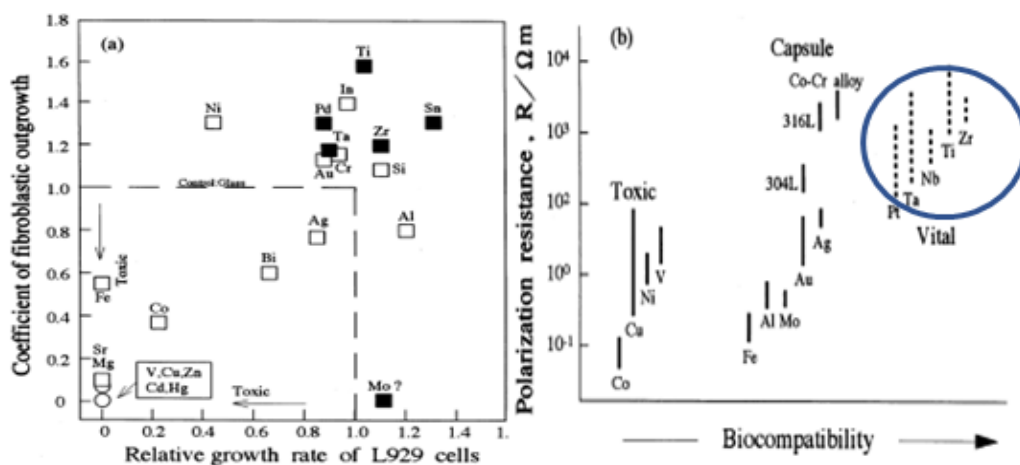 (a)
Coefficient of fibroblastic outgrowth
1.8
1.6
1.4
1.2
1.0
0.8
0.6
0.4
0.2
0
Ti
In
Ni
Pd
Sn
Ta
Zr
Au
Cr
Si
Control:Glass
Ag
Al
Bi
Toxic
Fe
Co
Sr
Mg
V,Cu,Zn
Cd,Hg
Toxic
Mo ?
0
0.2
0.4
0.6
0.8
1.0
1.2
1.4
1.
Relative growth rate of L929 cells
(b)
Polarization resistance, R/Ωm
10⁴
10³
10²
10⁰
10⁻¹
Capsule
Co-Cr alloy
316L
304L
Toxic
V
Ni
Cu
Co
Fe
Al
Mo
Au
Ag
Pt
Ta
Nb
Ti
Zr
Vital
Biocompatibility